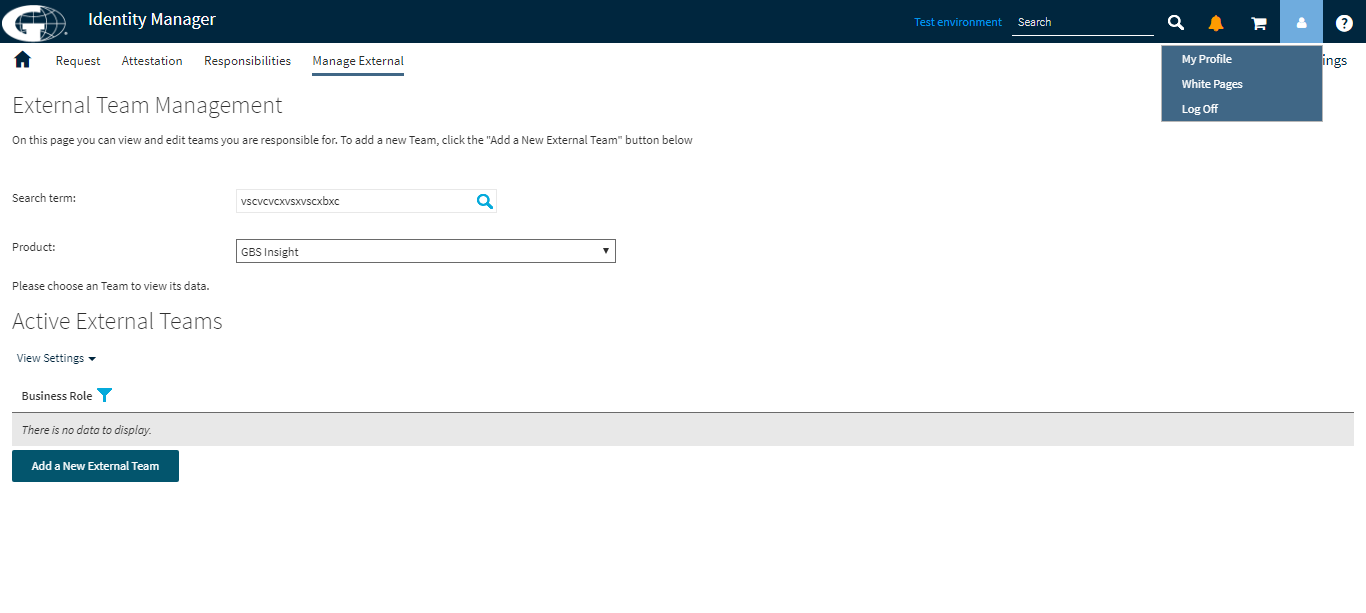 Identity Manager
Test environment
Search
Request
Attestation
Responsibilities
Manage External
ings
My Profile
White Pages
Log Off
External Team Management
On this page you can view and edit teams you are responsible for. To add a new Team, click the "Add a New External Team" button below
Search term:
vscvcvcxvsxvscxbxc
Product:
GBS Insight
Please choose an Team to view its data.
Active External Teams
View Settings
Business Role
There is no data to display.
Add a New External Team